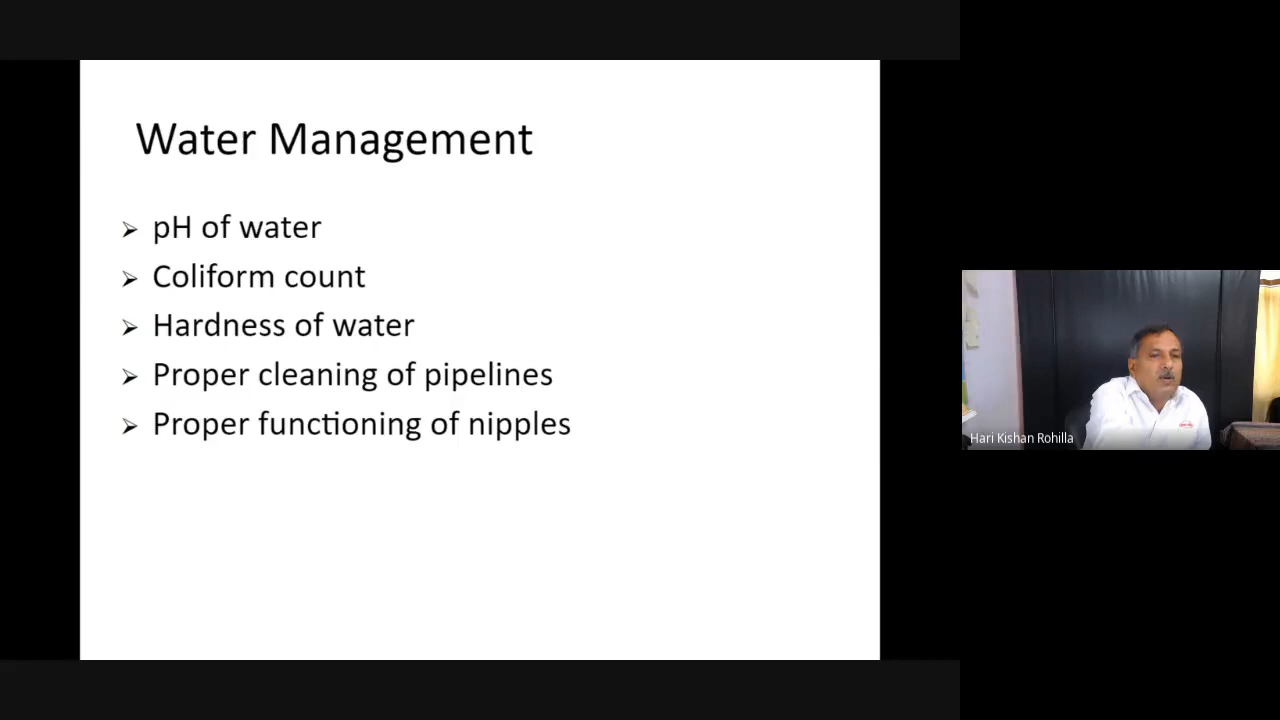 Water Management
➢ pH of water
➢ Coliform count
➢ Hardness of water
➢ Proper cleaning of pipelines
➢ Proper functioning of nipples
Hari Kishan Rohilla